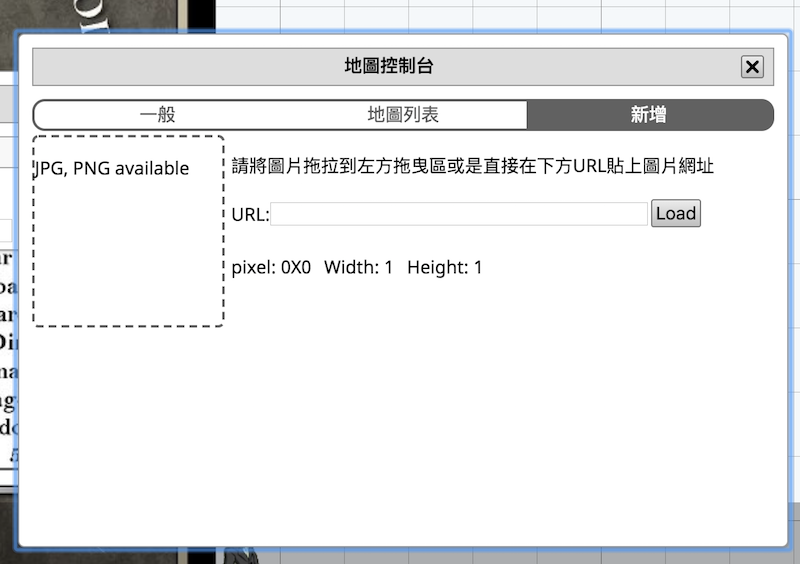 地圖控制台
一般 地圖列表 新增
JPG, PNG available
請將圖片拖拉到左方拖曳區或是直接在下方URL貼上圖片網址
URL: Load
pixel: 0X0 Width: 1 Height: 1